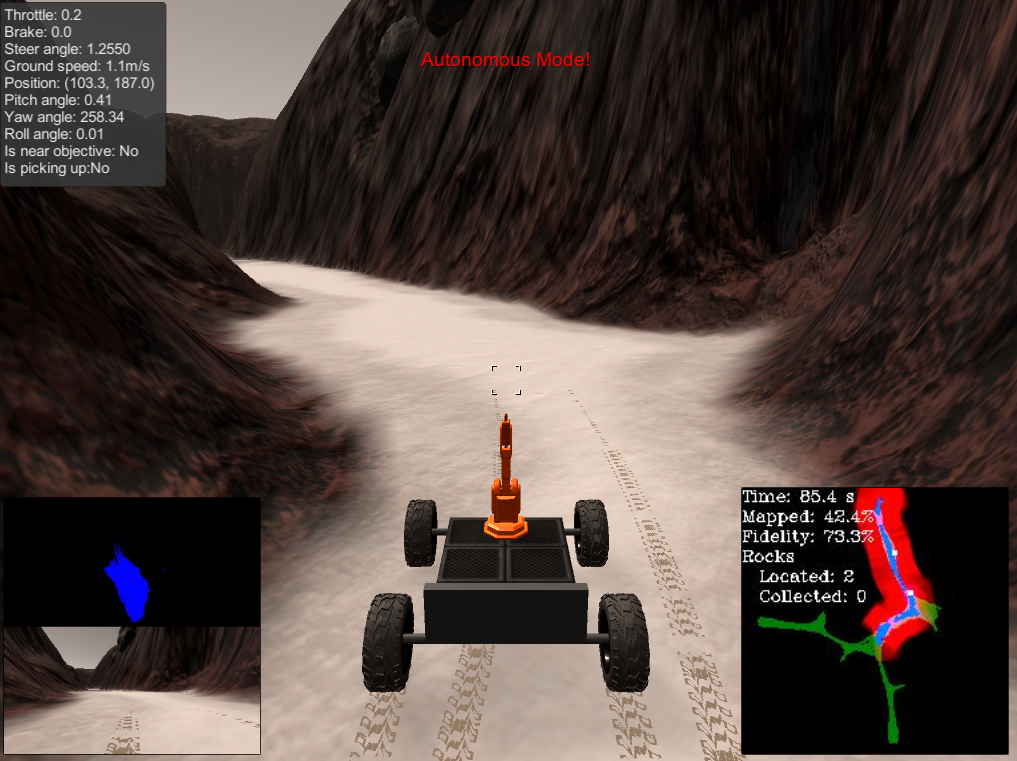 Throttle: 0.2
Brake: 0.0
Steer angle: 1.2550
Ground speed: 1.1m/s
Position: (103.3, 187.0)
Pitch angle: 0.41
Yaw angle: 258.34
Roll angle: 0.01
Is near objective: No
Is picking up:No
Autonomous Mode!
Time: 85.4 s
Mapped: 42.4%
Fidelity: 73.3%
Rocks
Located: 2
Collected: 0